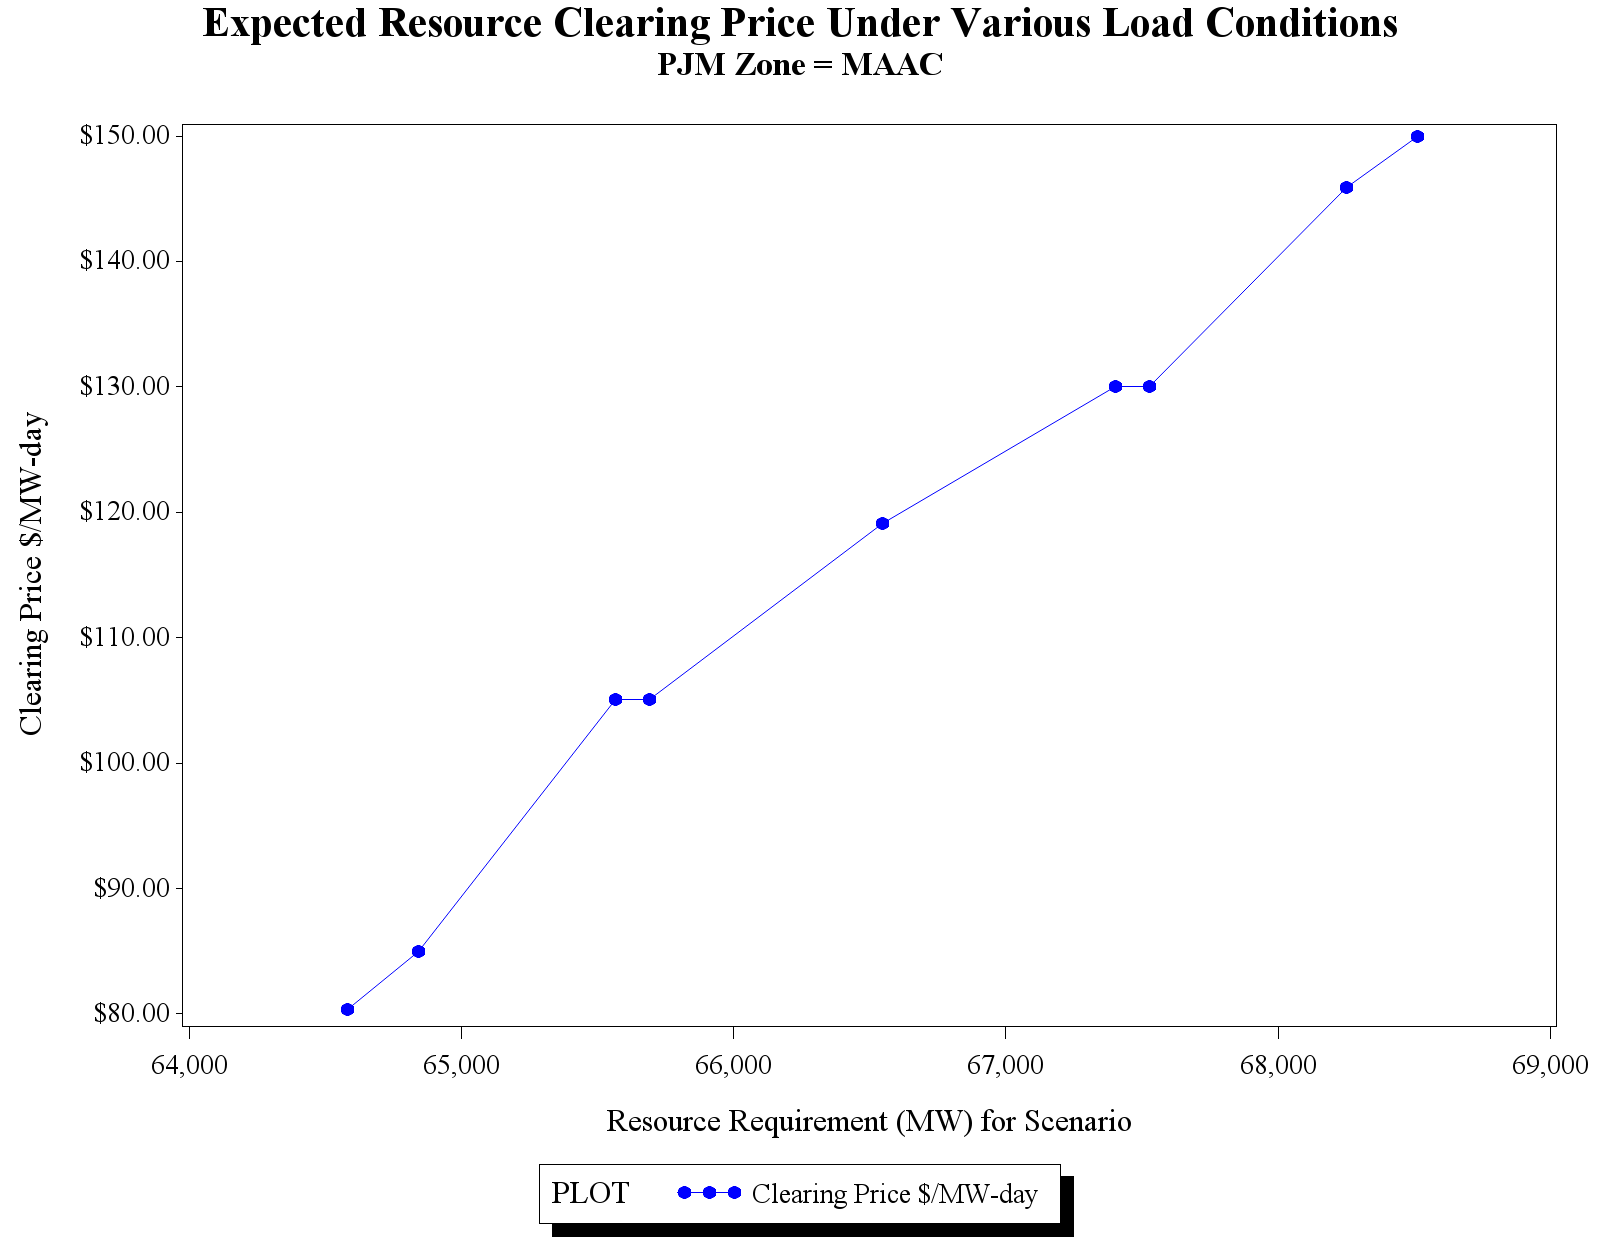 Expected Resource Clearing Price Under Various Load Conditions
PJM Zone = MAAC
$150.00
$140.00
$130.00
$120.00
$110.00
$100.00
$90.00
$80.00
Clearing Price $/MW-day
64,000 65,000 66,000 67,000 68,000 69,000
Resource Requirement (MW) for Scenario
PLOT Clearing Price $/MW-day